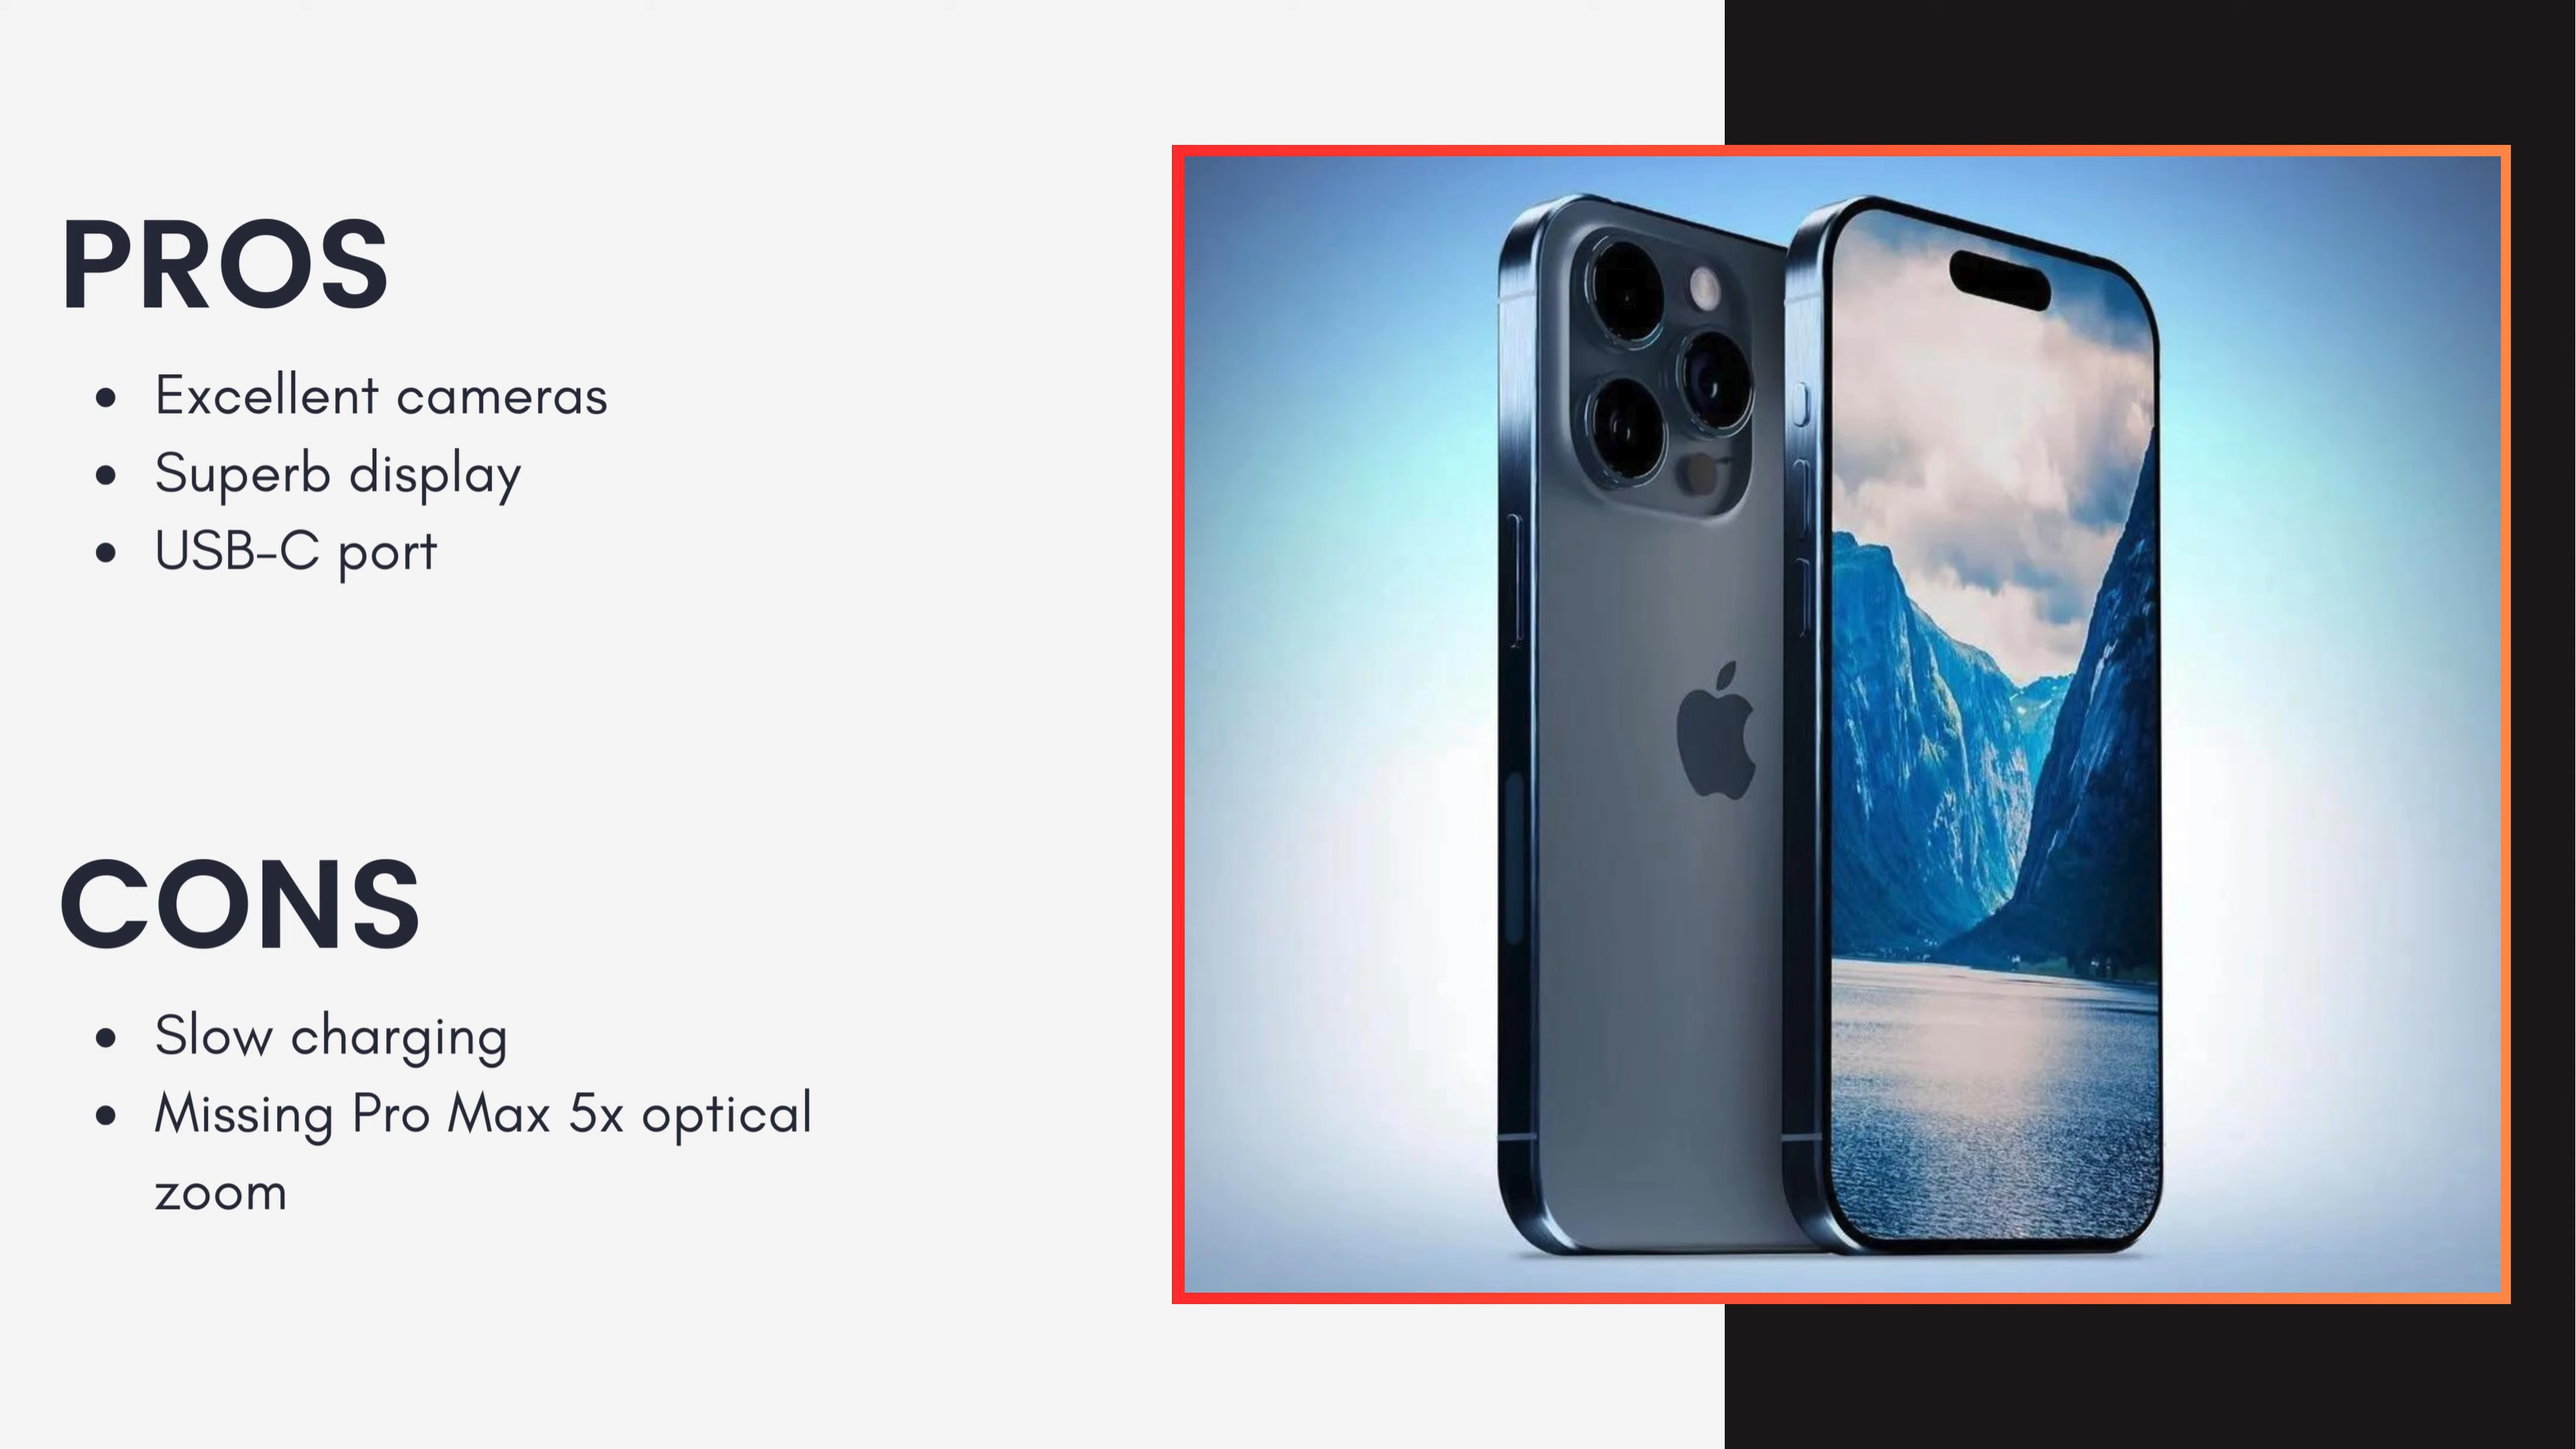 PROS
Excellent cameras
Superb display
USB-C port
CONS
Slow charging
Missing Pro Max 5x optical
zoom